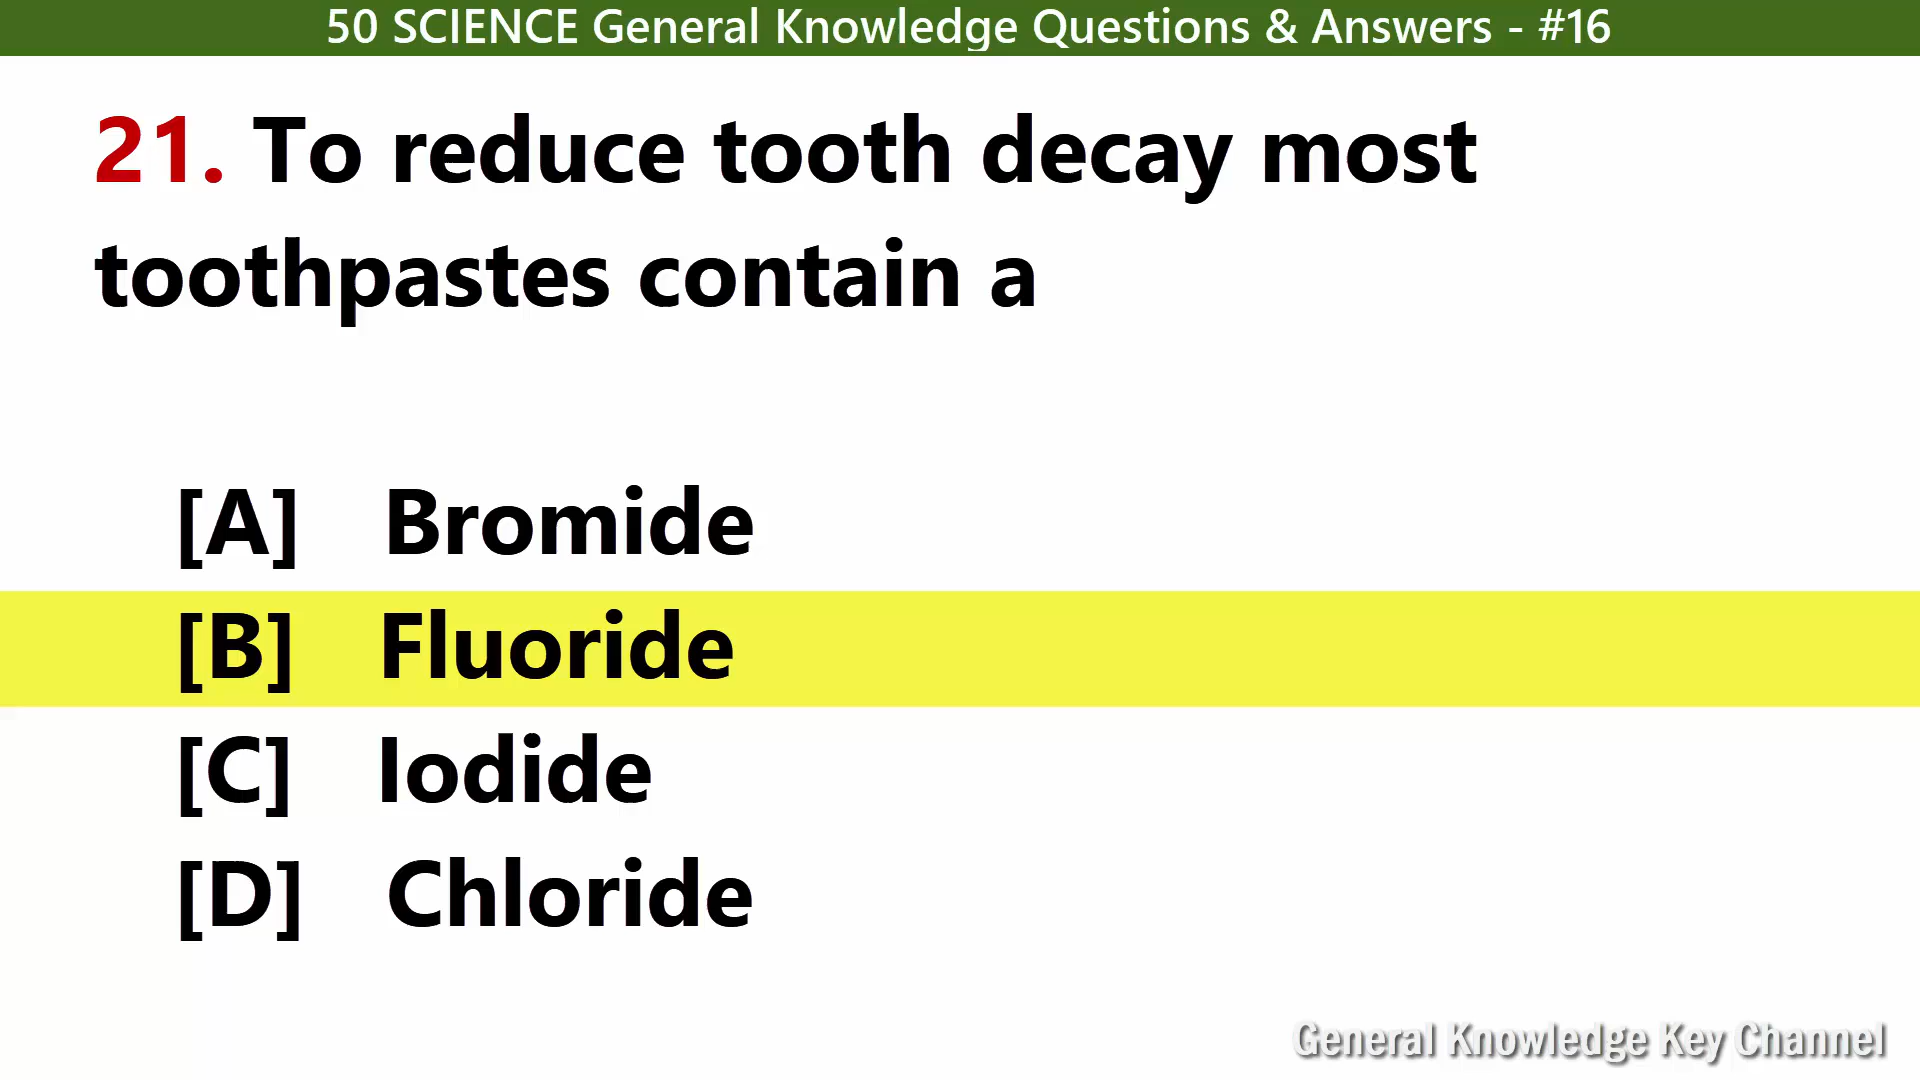 50 SCIENCE General Knowledge Questions & Answers - #16
21. To reduce tooth decay most
toothpastes contain a
[A] Bromide
[B] Fluoride
[C] Iodide
[D] Chloride
General Knowledge Key Channel